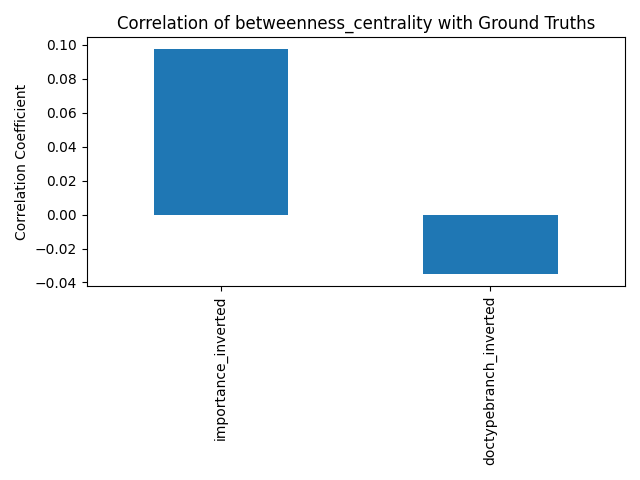 Correlation of betweenness_centrality with Ground Truths
Correlation Coefficient
0.10
0.08
0.06
0.04
0.02
0.00
−0.02
−0.04
importance_inverted
doctypebranch_inverted